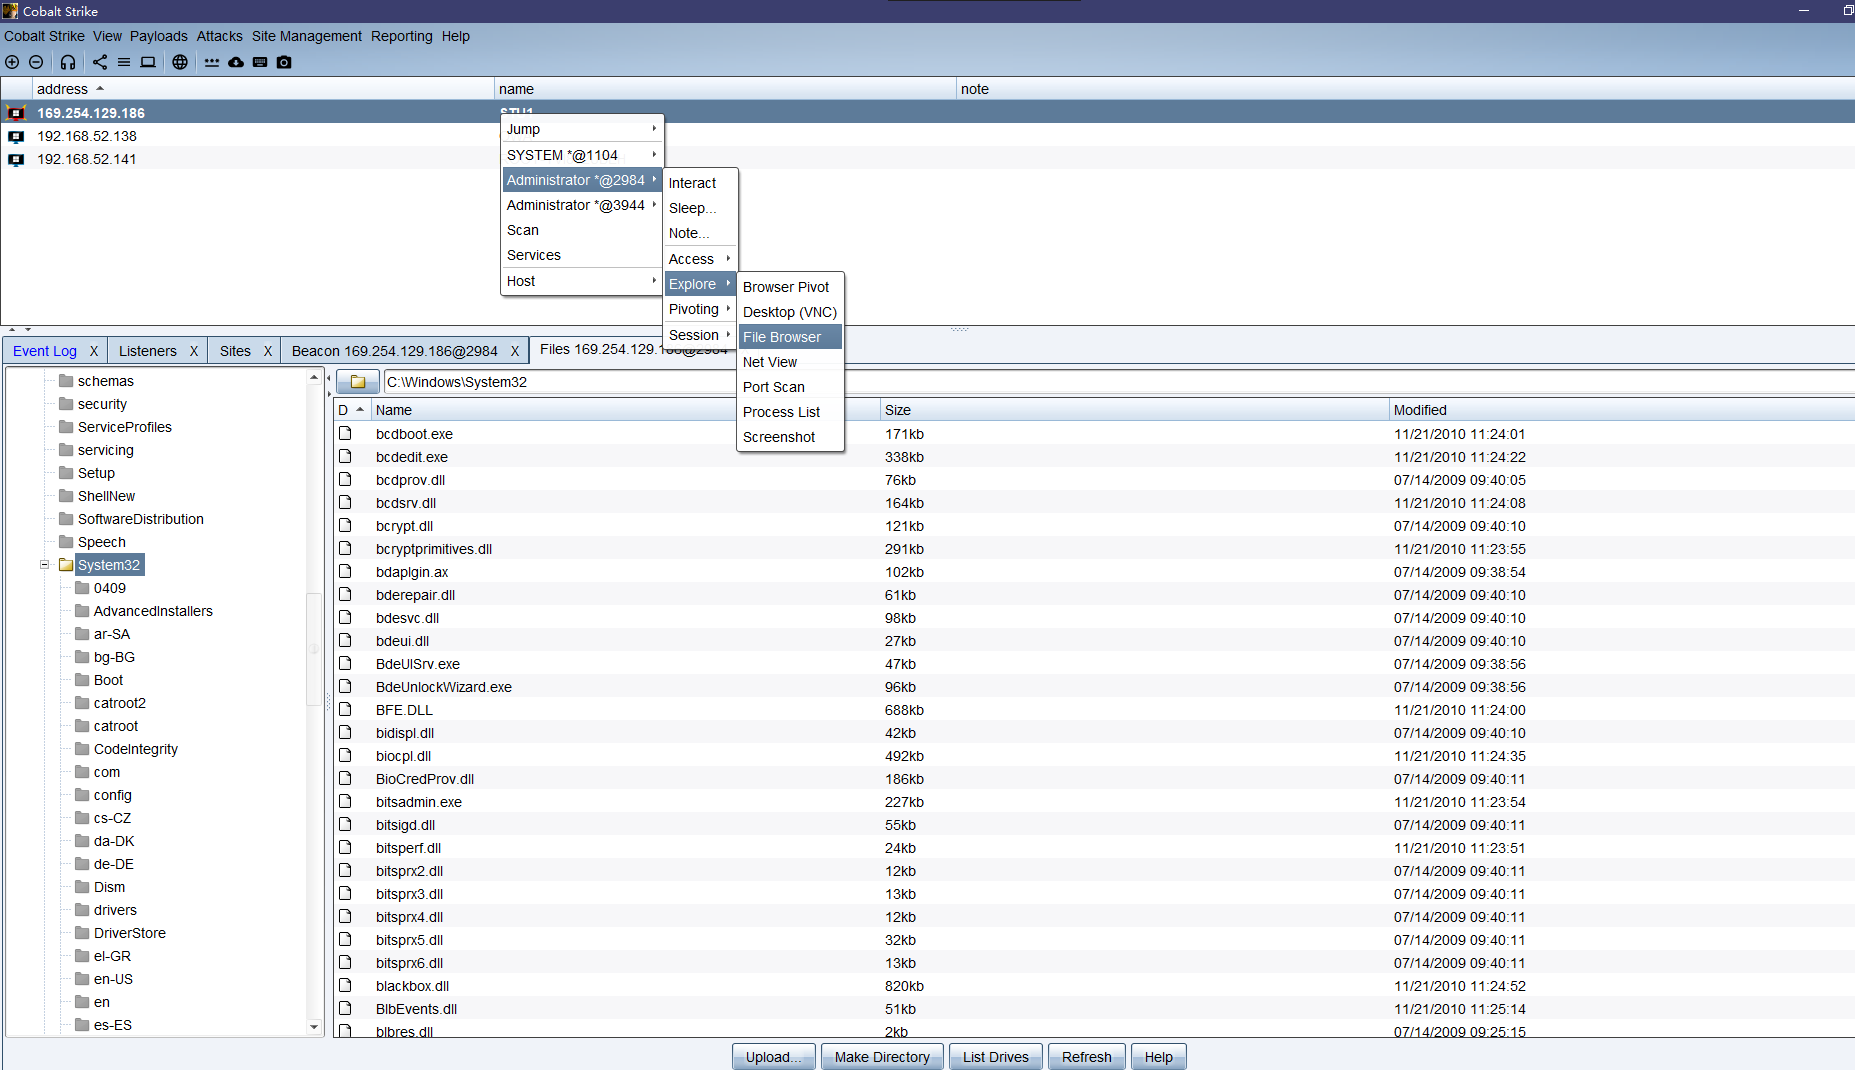 Cobalt Strike
Cobalt Strike View Payloads Attacks Site Management Reporting Help
address name note
169.254.129.186
192.168.52.138
192.168.52.141
Jump
SYSTEM *@1104
Administrator *@2984
Administrator *@3944
Scan
Services
Host
Interact
Sleep...
Note...
Access
Explore
Pivoting
Session
Browser Pivot
Desktop (VNC)
File Browser
Net View
Port Scan
Process List
Screenshot
Event Log X Listeners X Sites X Beacon 169.254.129.186@2984 X Files 169.254.129.186@2984
schemas
security
ServiceProfiles
servicing
Setup
ShellNew
SoftwareDistribution
Speech
System32
0409
AdvancedInstallers
ar-SA
bg-BG
Boot
catroot2
catroot
CodeIntegrity
com
config
cs-CZ
da-DK
de-DE
Dism
drivers
DriverStore
el-GR
en-US
en
es-ES
C:\Windows\System32
D Name Size Modified
bcdboot.exe 171kb 11/21/2010 11:24:01
bcdedit.exe 338kb 11/21/2010 11:24:22
bcdprov.dll 76kb 07/14/2009 09:40:05
bcdsrv.dll 164kb 11/21/2010 11:24:08
bcrypt.dll 121kb 07/14/2009 09:40:10
bcryptprimitives.dll 291kb 11/21/2010 11:23:55
bdaplgin.ax 102kb 07/14/2009 09:38:54
bderepair.dll 61kb 07/14/2009 09:40:10
bdesvc.dll 98kb 07/14/2009 09:40:10
bdeui.dll 27kb 07/14/2009 09:40:10
BdeUISrv.exe 47kb 07/14/2009 09:38:56
BdeUnlockWizard.exe 96kb 07/14/2009 09:38:56
BFE.DLL 688kb 11/21/2010 11:24:00
bidispl.dll 42kb 07/14/2009 09:40:10
biocpl.dll 492kb 11/21/2010 11:24:35
BioCredProv.dll 186kb 07/14/2009 09:40:11
bitsadmin.exe 227kb 11/21/2010 11:23:54
bitsigd.dll 55kb 07/14/2009 09:40:11
bitsperf.dll 24kb 11/21/2010 11:23:51
bitsprx2.dll 12kb 07/14/2009 09:40:11
bitsprx3.dll 13kb 07/14/2009 09:40:11
bitsprx4.dll 12kb 07/14/2009 09:40:11
bitsprx5.dll 32kb 07/14/2009 09:40:11
bitsprx6.dll 13kb 07/14/2009 09:40:11
blackbox.dll 820kb 11/21/2010 11:24:52
BlbEvents.dll 51kb 11/21/2010 11:25:14
blbres.dll 2kb 07/14/2009 09:25:15
Upload... Make Directory List Drives Refresh Help